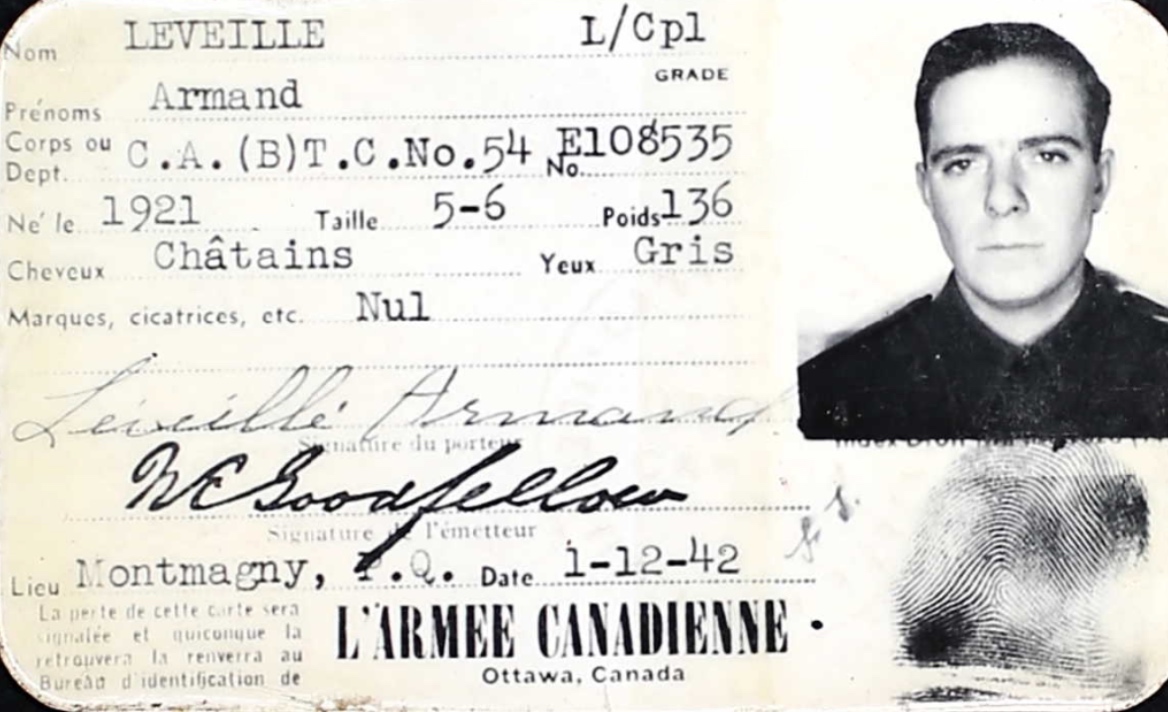 Nom LEVEILLE L/Cpl
GRADE
Prénoms Armand
Corps ou
Dept. C.A.(B)T.C.No.54 No. E108535
Né le 1921 Taille 5-6 Poids 136
Cheveux Châtains Yeux Gris
Marques, cicatrices, etc. Nul
Léveillé Armand
Signature du porteur
Goodfellow
Signature de l'émetteur
Index Droit
Lieu Montmagny, P.Q. Date 1-12-42
La perte de cette carte sera
signalée et quiconque la
retrouvera la renverra au
Bureau d'identification de
L'ARMEE CANADIENNE
Ottawa, Canada